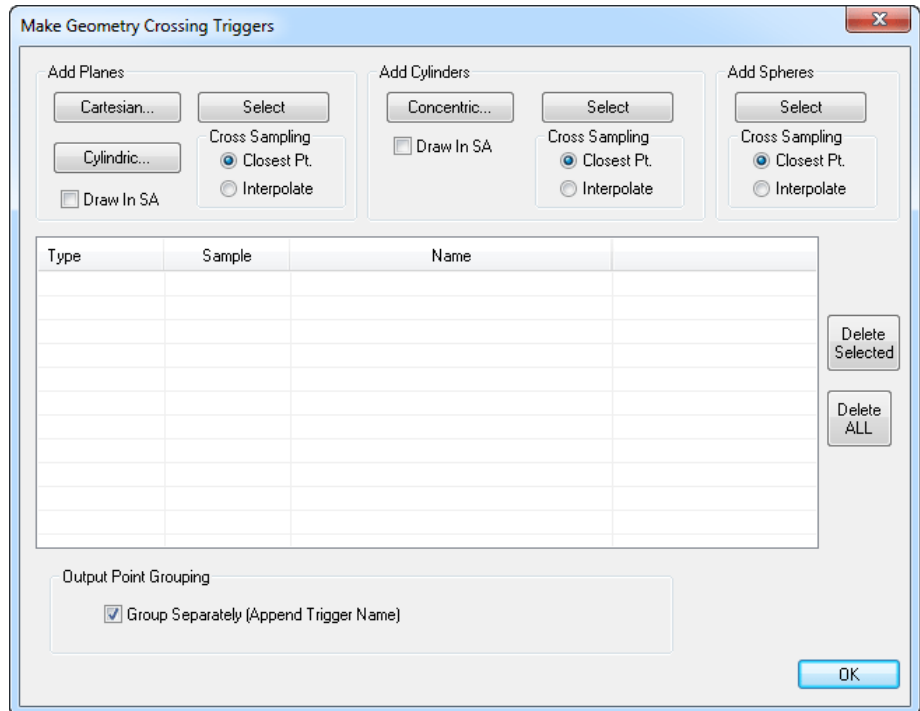 Make Geometry Crossing Triggers
Add Planes
Cartesian...
Select
Cylindric...
Cross Sampling
Closest Pt.
Interpolate
Draw In SA
Add Cylinders
Concentric...
Select
Draw In SA
Cross Sampling
Closest Pt.
Interpolate
Add Spheres
Select
Cross Sampling
Closest Pt.
Interpolate
Type Sample Name
Delete
Selected
Delete
ALL
Output Point Grouping
Group Separately (Append Trigger Name)
OK